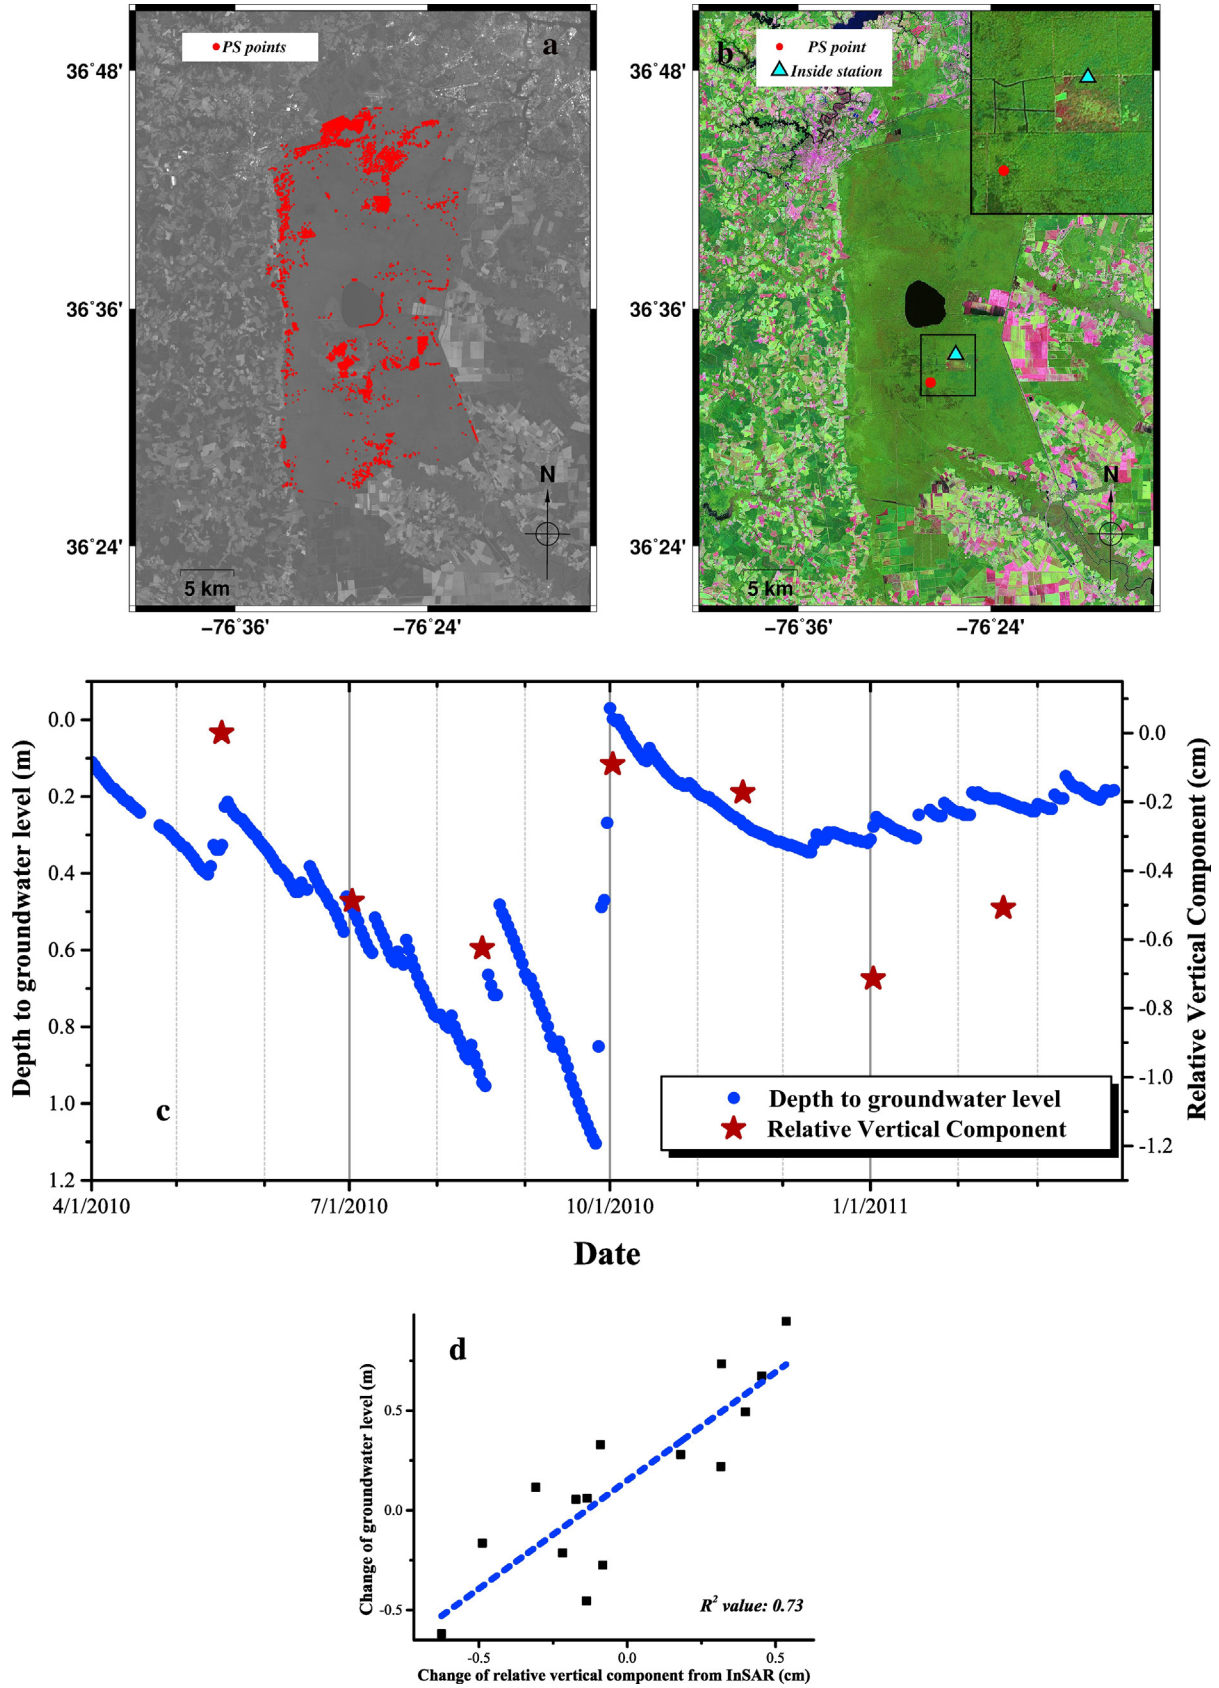 PS points
a
36°48'
36°36'
36°24'
N
5 km
−76°36'
−76°24'
b
PS point
Inside station
36°48'
36°36'
36°24'
N
5 km
−76°36'
−76°24'
Depth to groundwater level (m)
0.0
0.2
0.4
0.6
0.8
1.0
1.2
Relative Vertical Component (cm)
0.0
-0.2
-0.4
-0.6
-0.8
-1.0
-1.2
c
Depth to groundwater level
Relative Vertical Component
4/1/2010 7/1/2010 10/1/2010 1/1/2011
Date
d
Change of groundwater level (m)
0.5
0.0
-0.5
R² value: 0.73
-0.5 0.0 0.5
Change of relative vertical component from InSAR (cm)